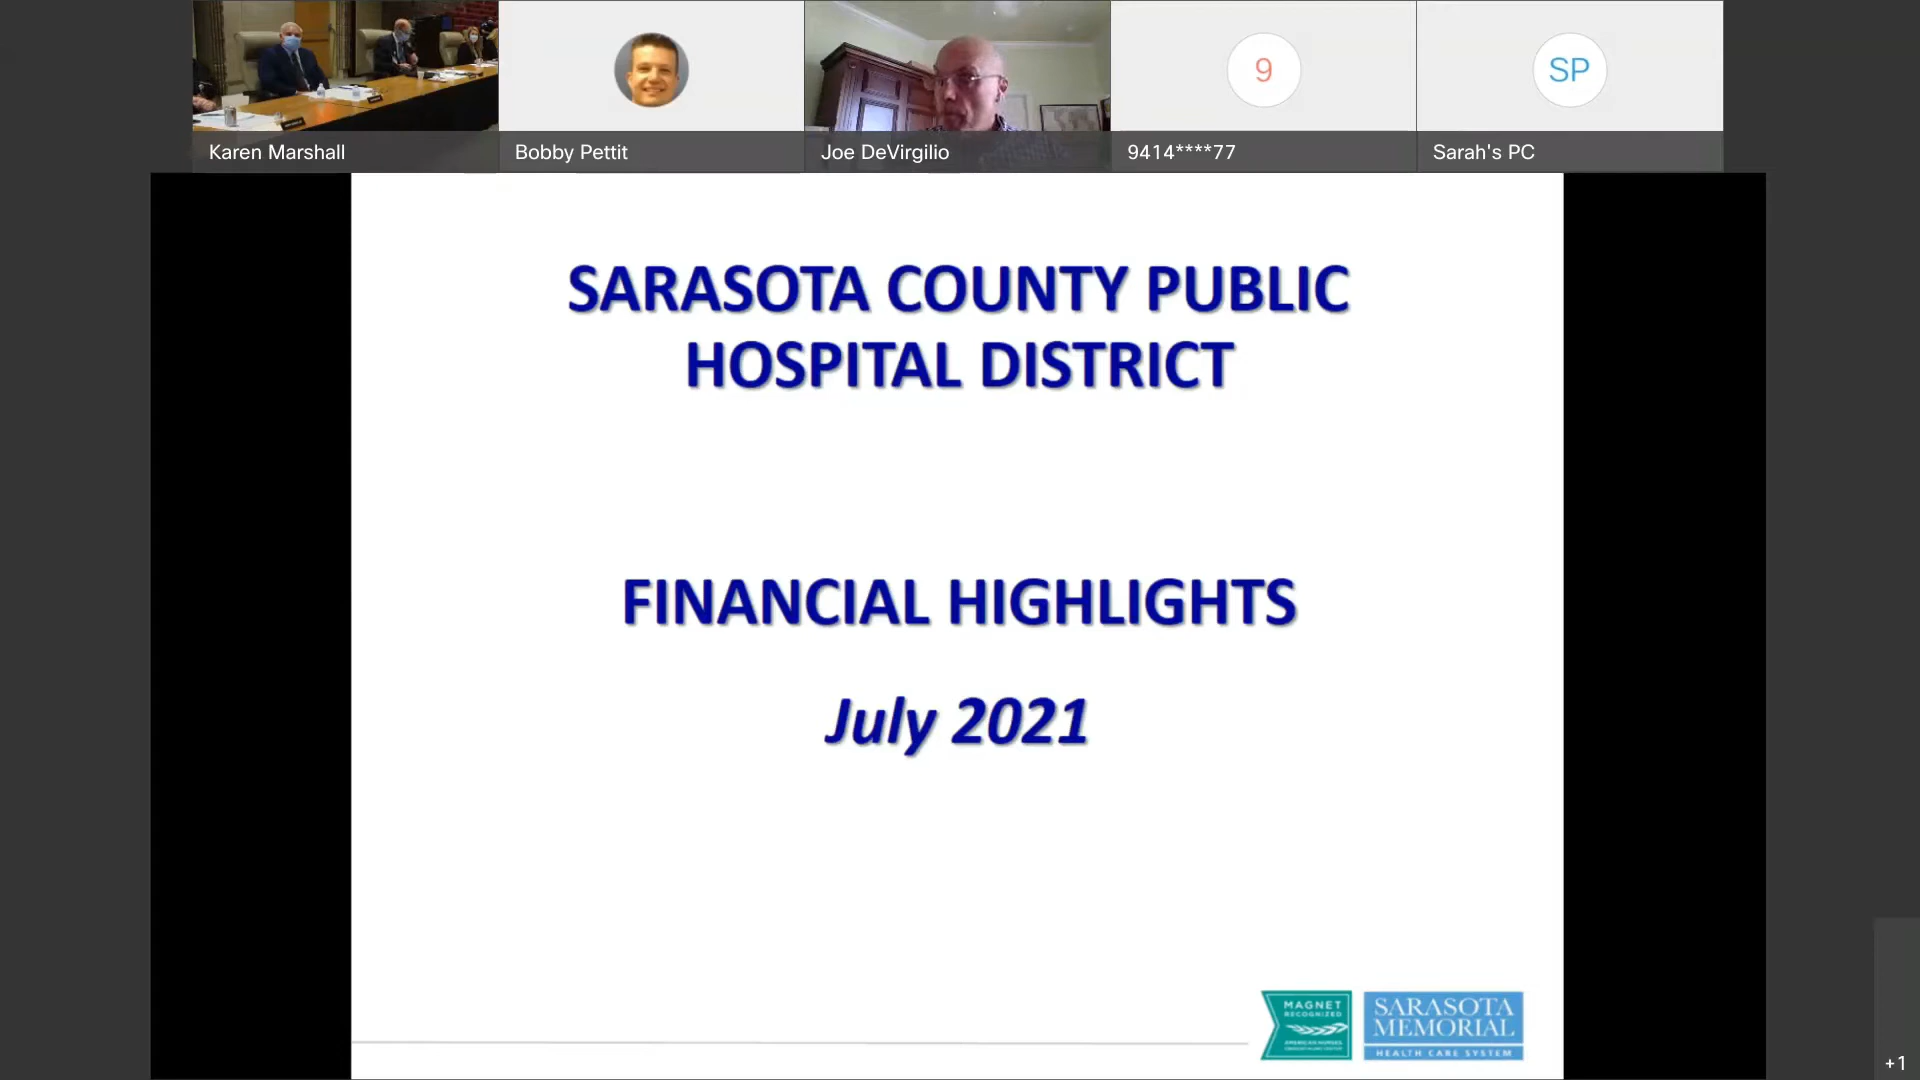 Karen Marshall
Bobby Pettit
Joe DeVirgilio
9
9414****77
SP
Sarah's PC
SARASOTA COUNTY PUBLIC
HOSPITAL DISTRICT
FINANCIAL HIGHLIGHTS
July 2021
MAGNET
RECOGNIZED
SARASOTA
MEMORIAL
HEALTH CARE SYSTEM
+1